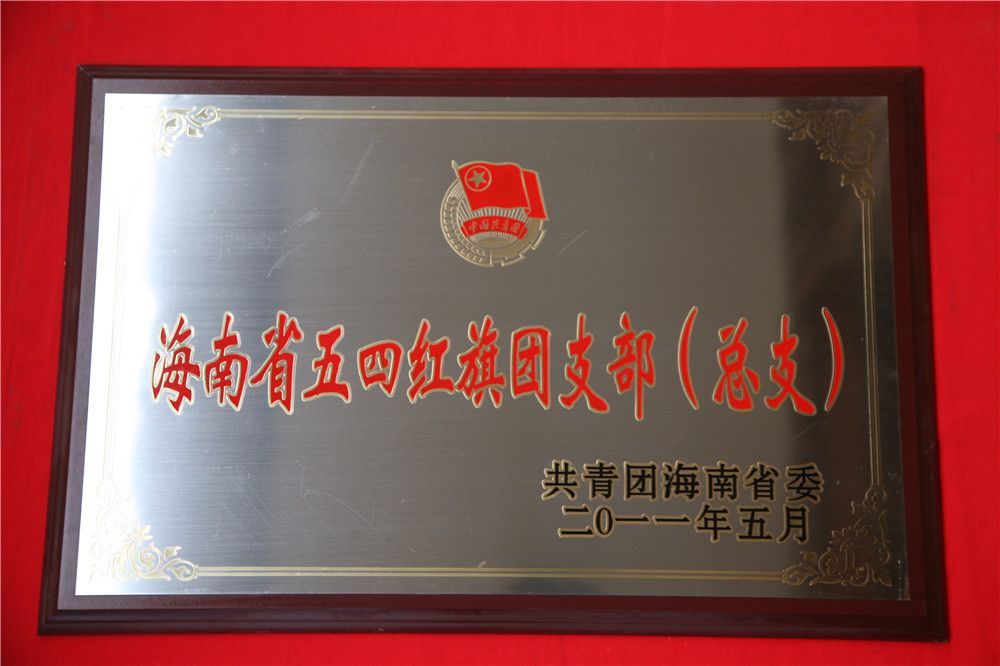 中国共青团
海南省五四红旗团支部（总支）
共青团海南省委
二0一一年五月